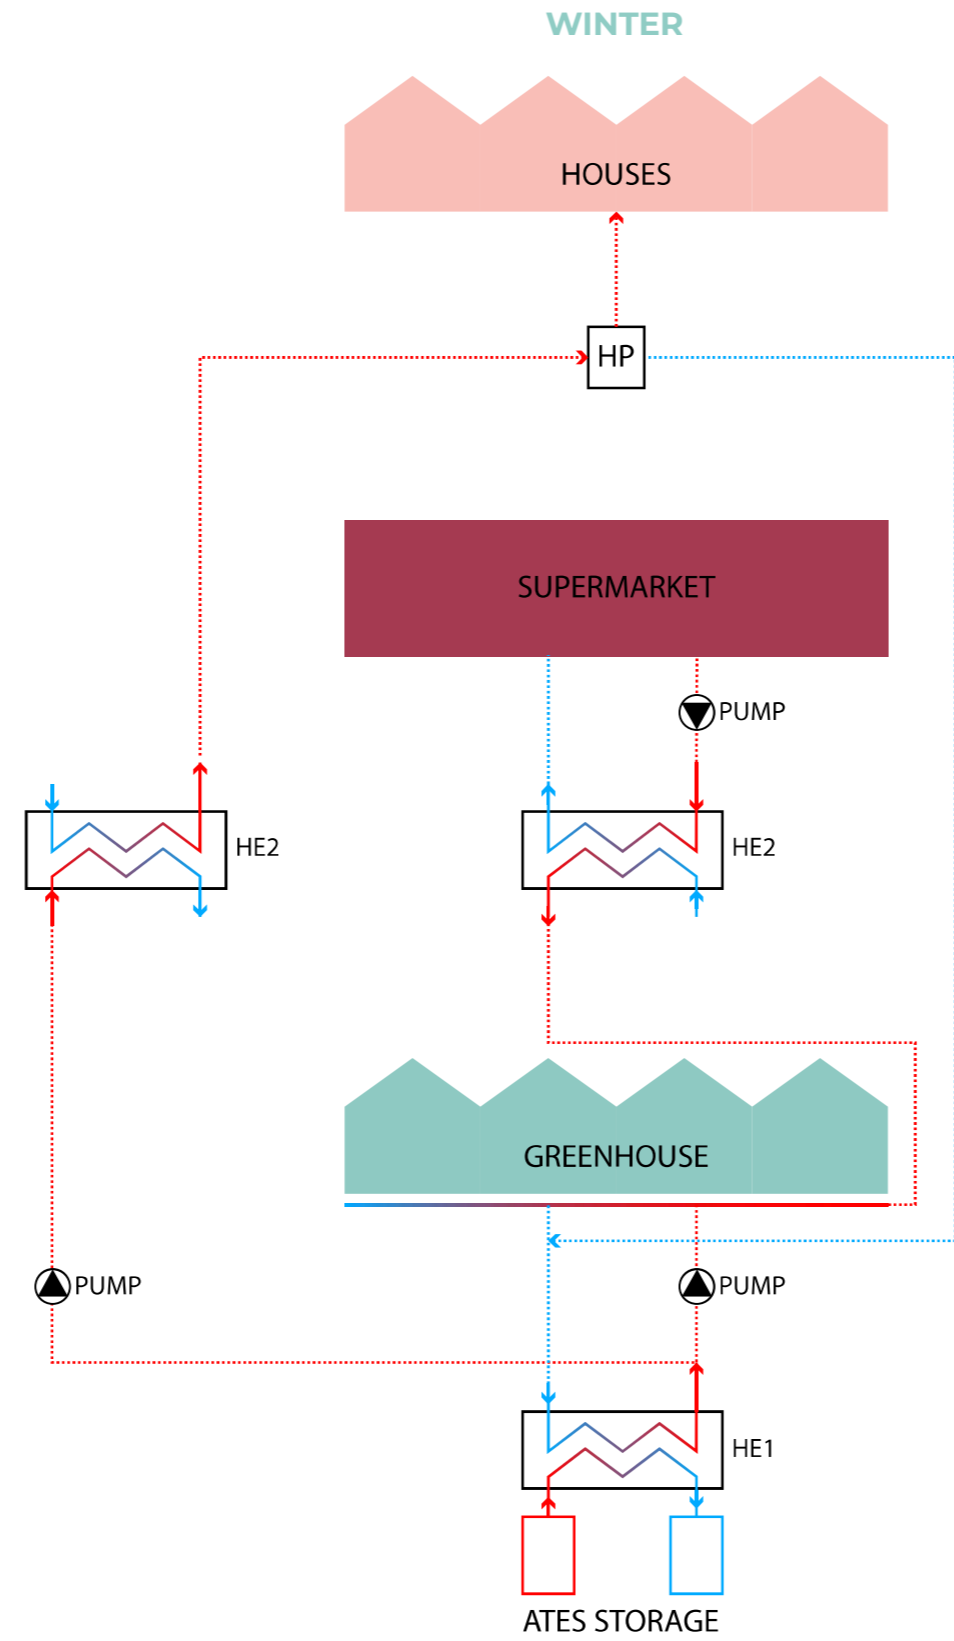 WINTER
HOUSES
HP
SUPERMARKET
PUMP
HE2
HE2
GREENHOUSE
PUMP
PUMP
HE1
ATES STORAGE